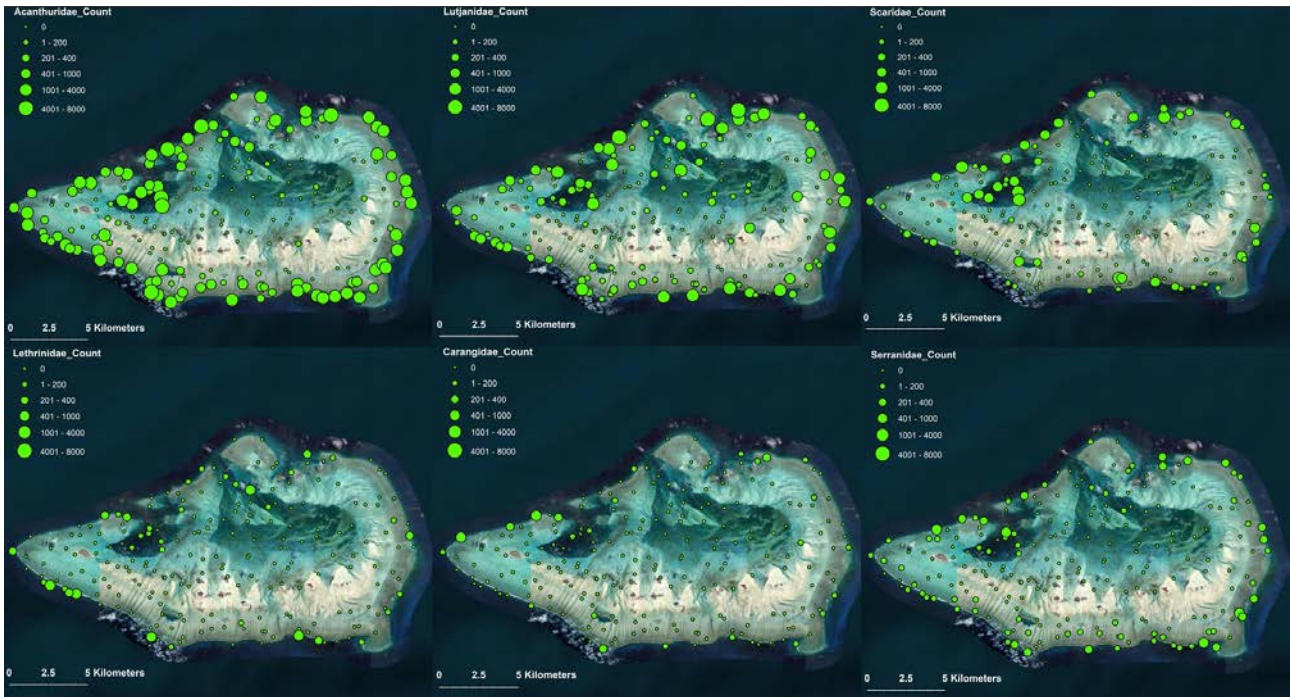 Acanthuridae_Count
0
1 - 200
201 - 400
401 - 1000
1001 - 4000
4001 - 8000
0 2.5 5 Kilometers
Lutjanidae_Count
0
1 - 200
201 - 400
401 - 1000
1001 - 4000
4001 - 8000
0 2.5 5 Kilometers
Scaridae_Count
0
1 - 200
201 - 400
401 - 1000
1001 - 4000
4001 - 8000
0 2.5 5 Kilometers
Lethrinidae_Count
0
1 - 200
201 - 400
401 - 1000
1001 - 4000
4001 - 8000
0 2.5 5 Kilometers
Carangidae_Count
0
1 - 200
201 - 400
401 - 1000
1001 - 4000
4001 - 8000
0 2.5 5 Kilometers
Serranidae_Count
0
1 - 200
201 - 400
401 - 1000
1001 - 4000
4001 - 8000
0 2.5 5 Kilometers